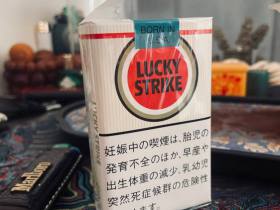 BORN IN
LUCKY
STRIKE
妊娠中の喫煙は、胎児の
発育不全のほか、早産や
出生体重の減少、乳幼児
突然死症候群の危険性